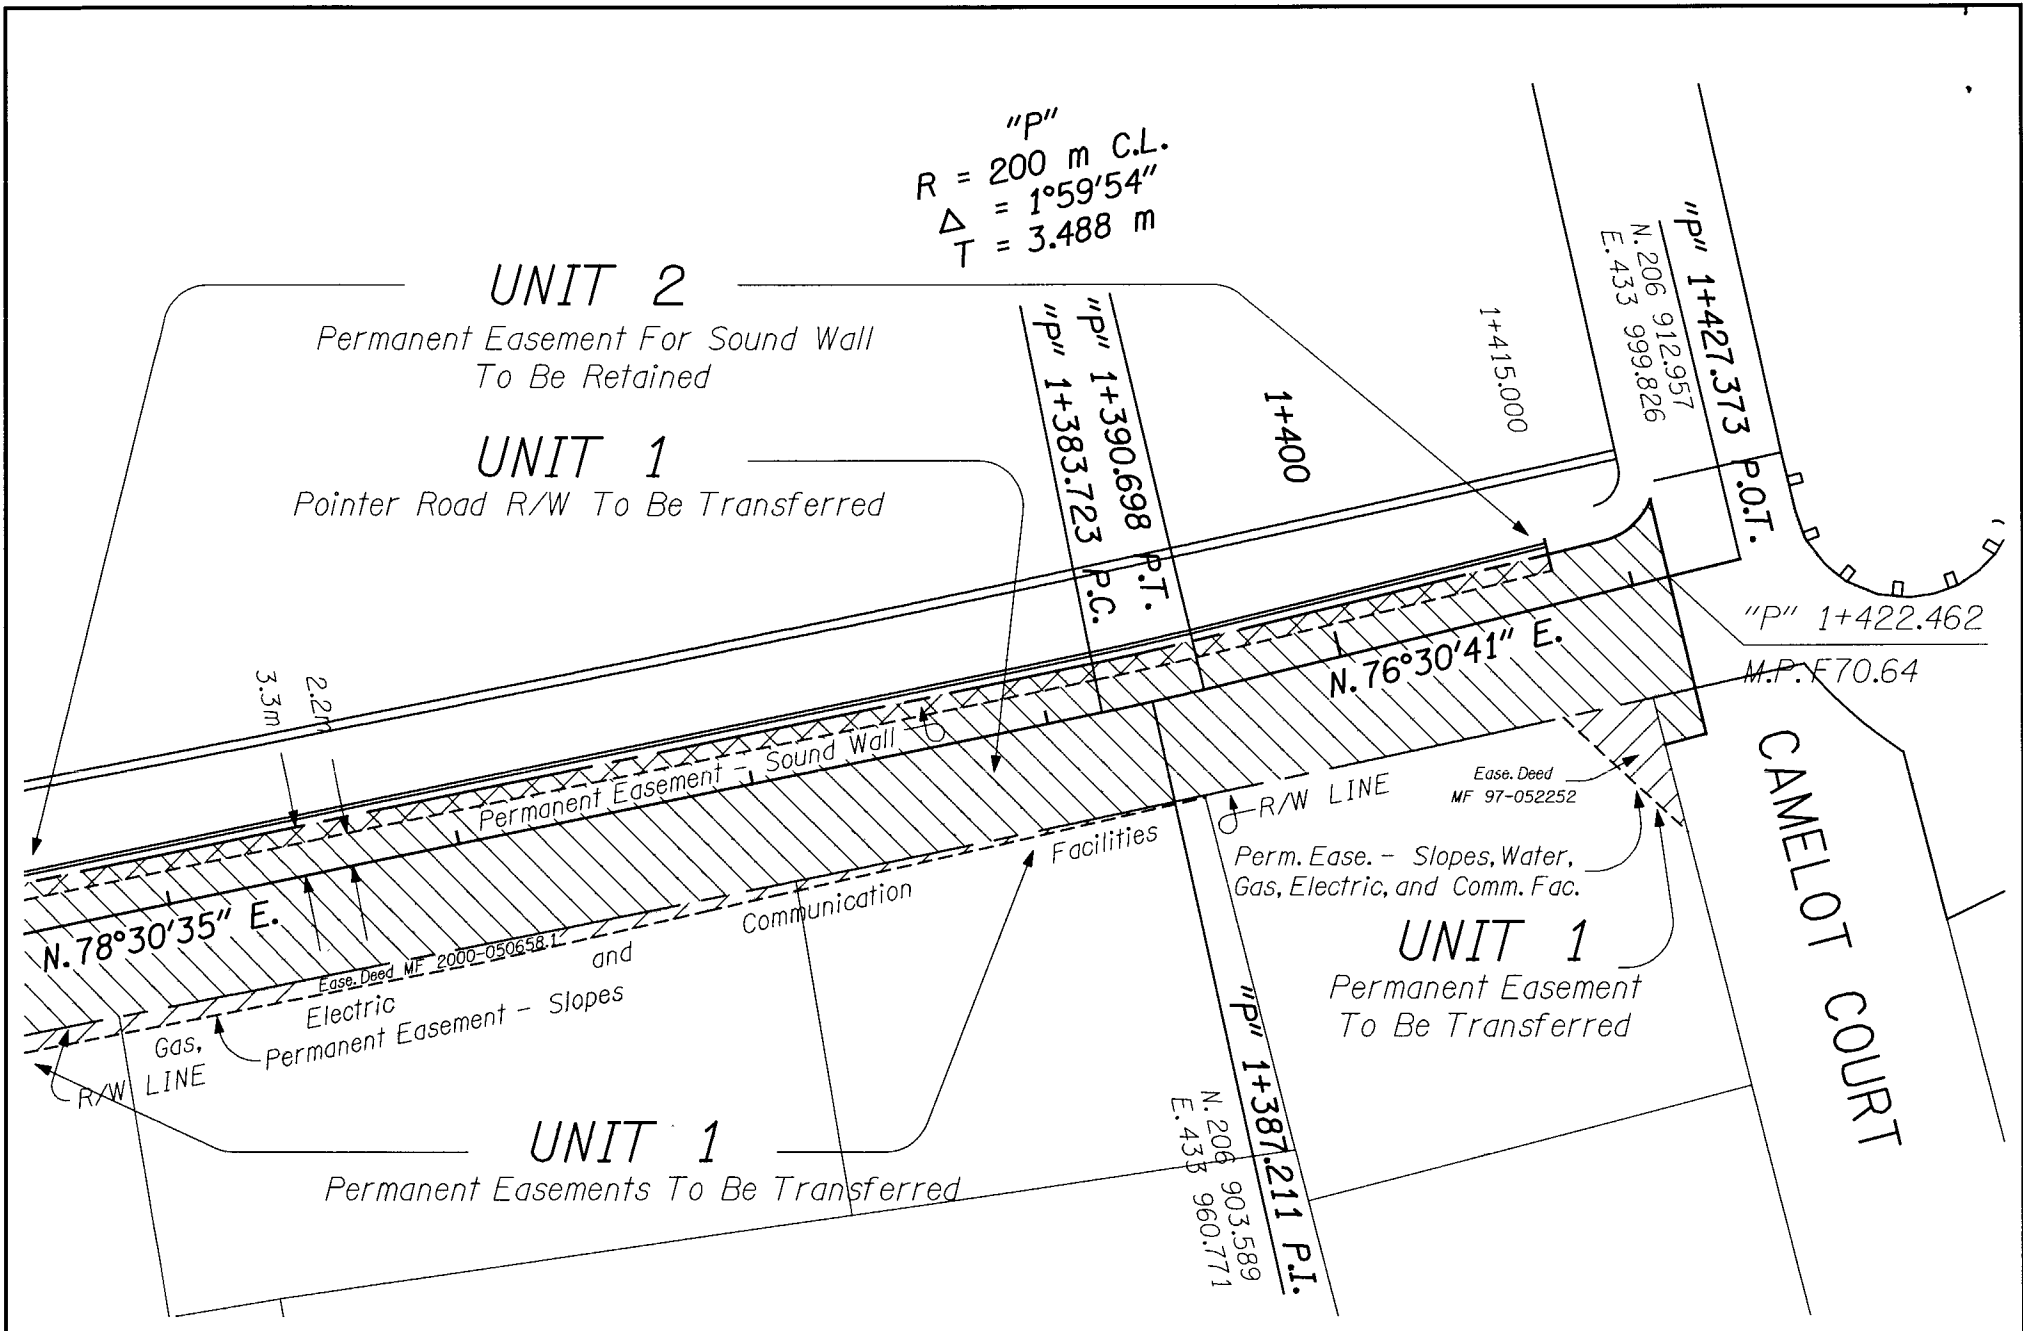 "P"
R = 200 m C.L.
Δ = 1°59'54"
T = 3.488 m
UNIT 2
Permanent Easement For Sound Wall
To Be Retained
UNIT 1
Pointer Road R/W To Be Transferred
"P" 1+383.723 P.C.
"P" 1+390.698 P.T.
1+400
1+415.000
N. 206 912.957
E. 433 999.826
"P" 1+427.373 P.O.T.
"P" 1+422.462
M.P. F70.64
3.3m
2.2m
Permanent Easement - Sound Wall
N. 76°30'41" E.
N. 78°30'35" E.
R/W LINE
Ease. Deed
MF 97-052252
Perm. Ease. - Slopes, Water,
Gas, Electric, and Comm. Fac.
UNIT 1
Permanent Easement
To Be Transferred
CAMELOT COURT
Ease. Deed MF 2000-050658.1
Gas,
Electric
and
Communication
Facilities
Permanent Easement - Slopes
R/W LINE
UNIT 1
Permanent Easements To Be Transferred
"P" 1+387.211 P.I.
N. 206 903.589
E. 433 960.771